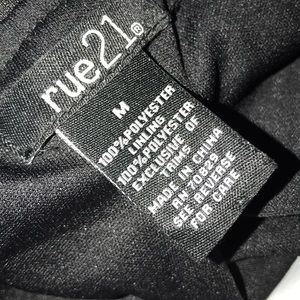 rue21®
M
100% POLYESTER
LINING
100% POLYESTER
EXCLUSIVE OF
TRIMS
MADE IN CHINA
RN 70829
SEE REVERSE
FOR CARE